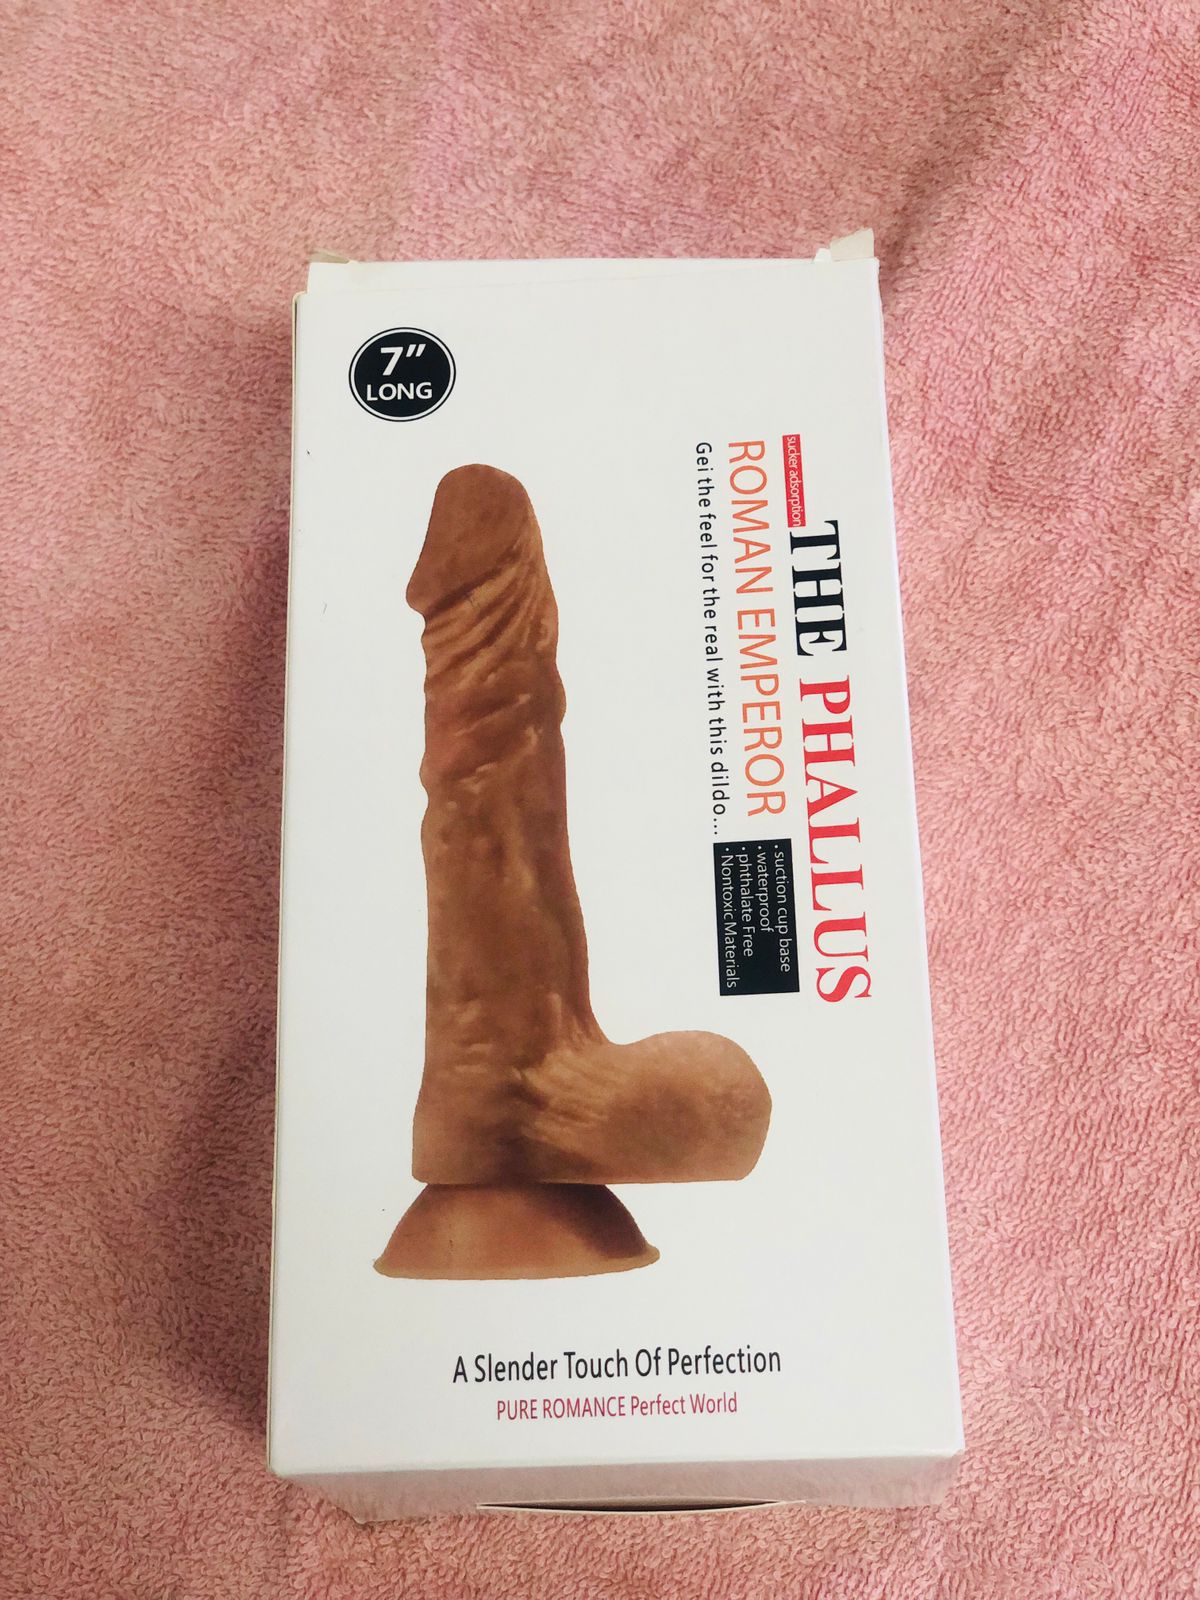 7"
LONG
sucker adsorption
THE PHALLUS
ROMAN EMPEROR
Gei the feel for the real with this dildo...
· suction cup base
· waterproof
· phthalate Free
· Nontoxic Materials
A Slender Touch Of Perfection
PURE ROMANCE Perfect World